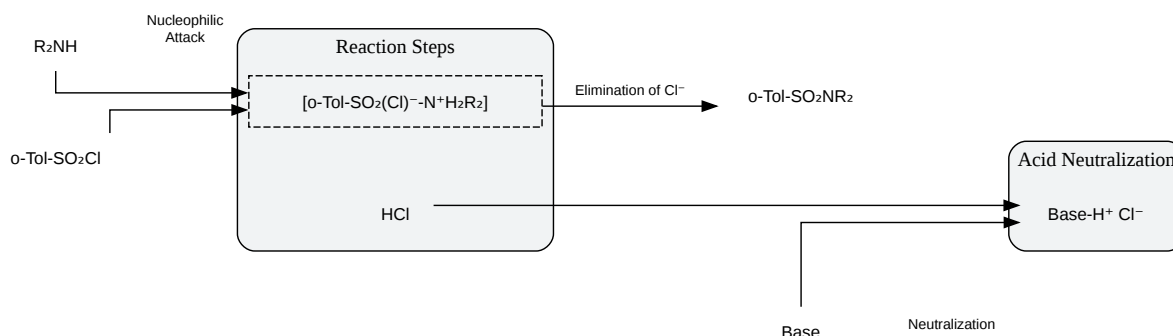 Nucleophilic
Attack
R₂NH
Reaction Steps
[o-Tol-SO₂(Cl)⁻-N⁺H₂R₂]
Elimination of Cl⁻
o-Tol-SO₂NR₂
o-Tol-SO₂Cl
Acid Neutralization
HCl
Base-H⁺ Cl⁻
Base
Neutralization